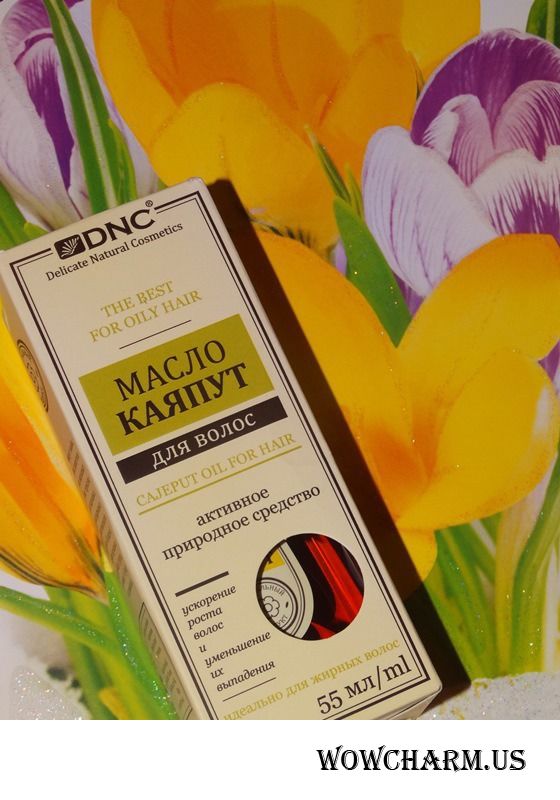 DNC®
Delicate Natural Cosmetics
THE BEST
FOR OILY HAIR
МАСЛО
КАЯПУТ
ДЛЯ ВОЛОС
CAJEPUT OIL FOR HAIR
активное
природное средство
ускорение
роста
волос
и
уменьшение
их
выпадения
идеально для жирных волос
55 мл/ml
WOWCHARM.US